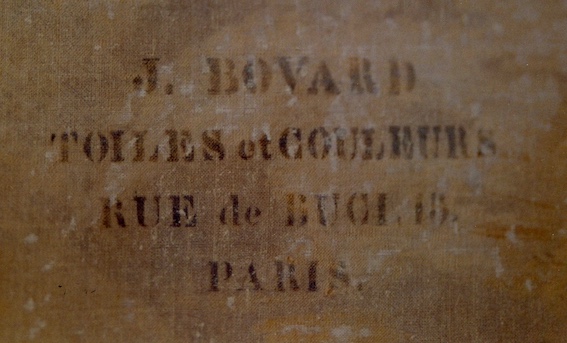 J. BOVARD
TOILES et COULEURS.
RUE de BUCI. 15.
PARIS.